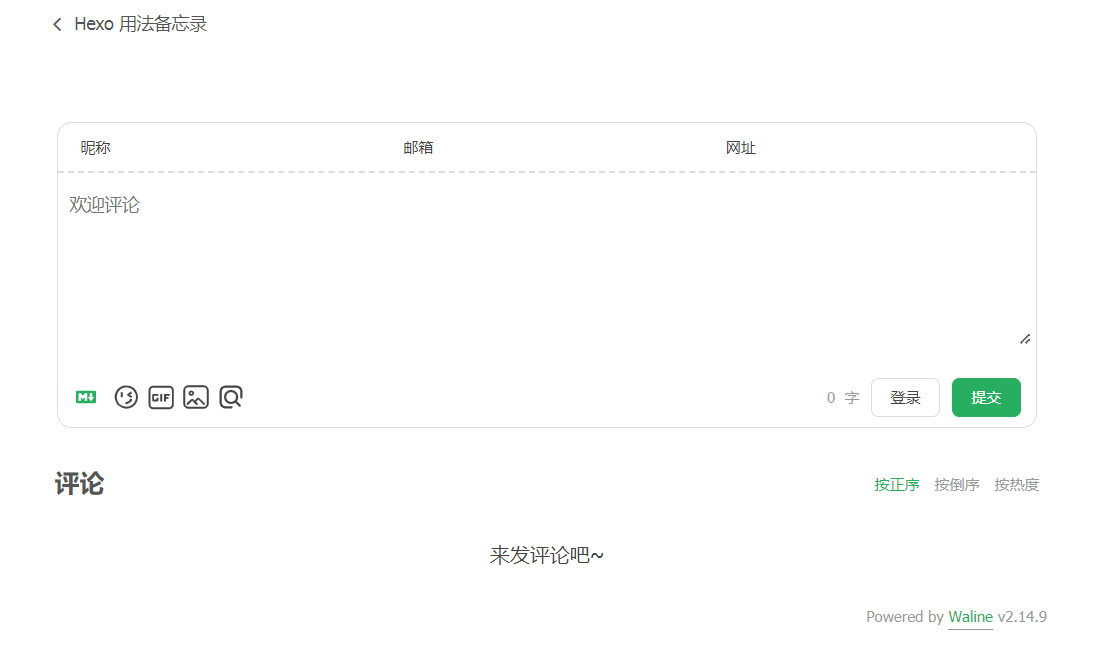 Hexo 用法备忘录
昵称 邮箱 网址
欢迎评论
M↓ GIF 0 字 登录 提交
评论 按正序 按倒序 按热度
来发评论吧~
Powered by Waline v2.14.9